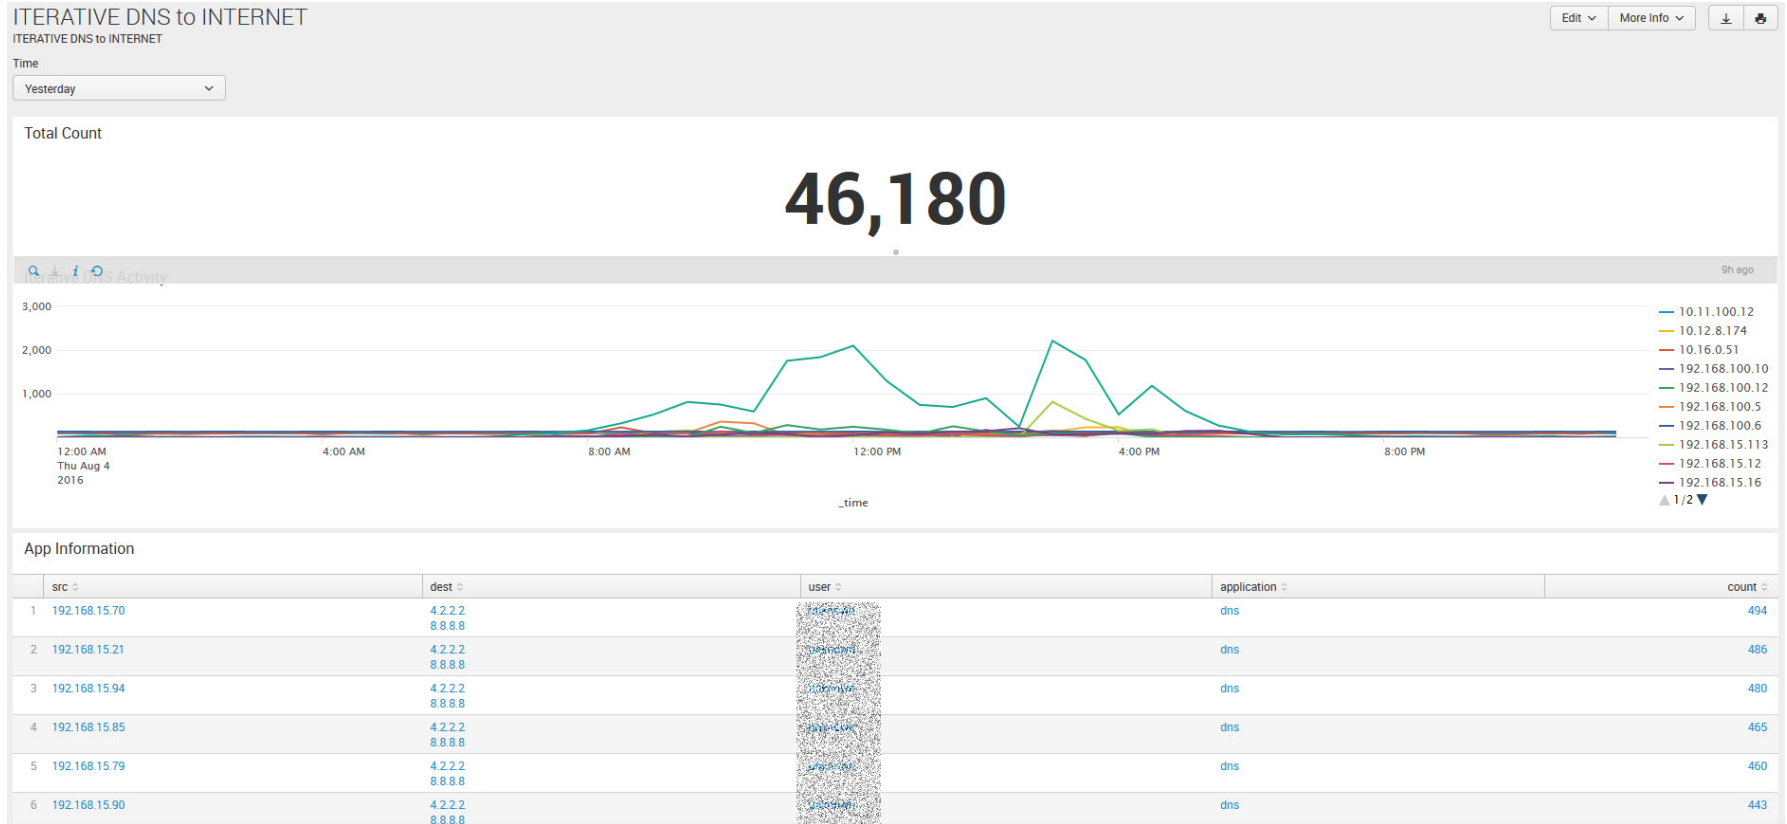 ITERATIVE DNS to INTERNET
Edit More Info
ITERATIVE DNS to INTERNET
Time
Yesterday
Total Count
46,180
Iterative DNS Activity
9h ago
3,000
2,000
1,000
12:00 AM
Thu Aug 4
2016
4:00 AM
8:00 AM
12:00 PM
4:00 PM
8:00 PM
_time
10.11.100.12
10.12.8.174
10.16.0.51
192.168.100.10
192.168.100.12
192.168.100.5
192.168.100.6
192.168.15.113
192.168.15.12
192.168.15.16
1/2
App Information
src dest user application count
1 192.168.15.70 4.2.2.2 dns 494
8.8.8.8
2 192.168.15.21 4.2.2.2 dns 486
8.8.8.8
3 192.168.15.94 4.2.2.2 dns 480
8.8.8.8
4 192.168.15.85 4.2.2.2 dns 465
8.8.8.8
5 192.168.15.79 4.2.2.2 dns 460
8.8.8.8
6 192.168.15.90 4.2.2.2 dns 443
8.8.8.8